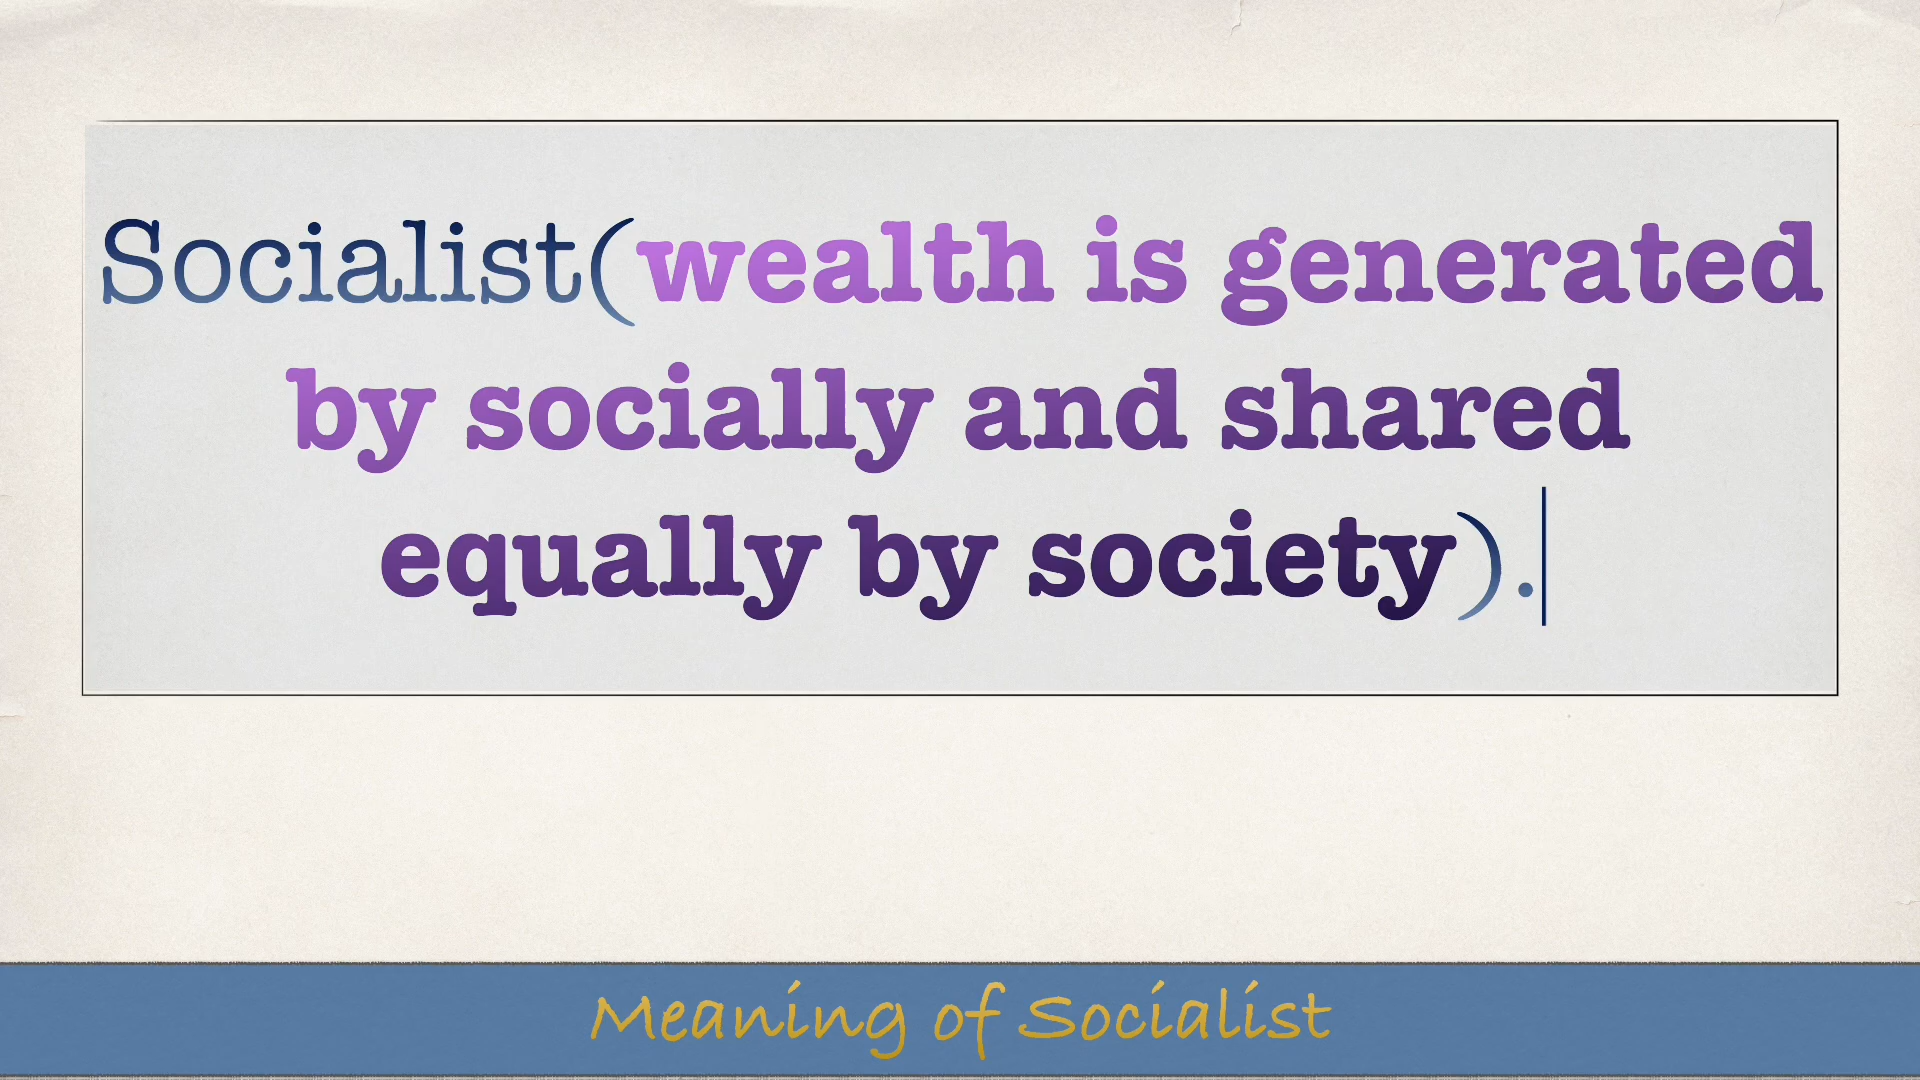 Socialist(wealth is generated
by socially and shared
equally by society).
Meaning of Socialist